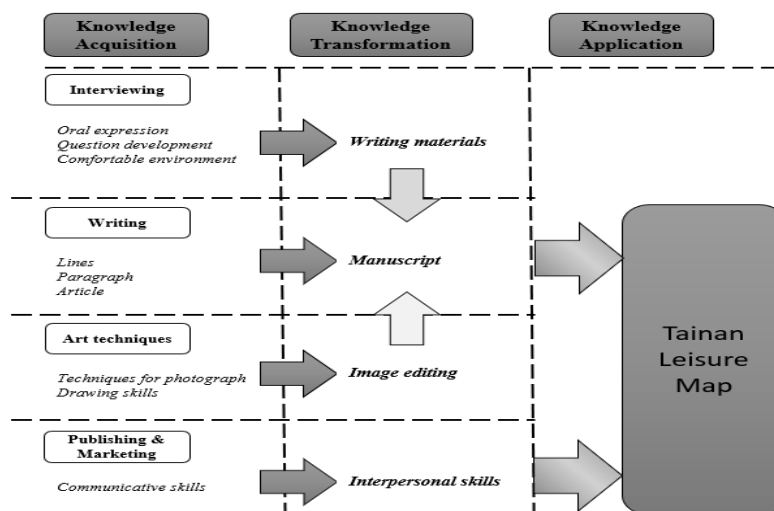 Knowledge
Acquisition
Knowledge
Transformation
Knowledge
Application
Interviewing
Oral expression
Question development
Comfortable environment
Writing materials
Writing
Lines
Paragraph
Article
Manuscript
Art techniques
Techniques for photograph
Drawing skills
Image editing
Publishing &
Marketing
Communicative skills
Interpersonal skills
Tainan
Leisure
Map